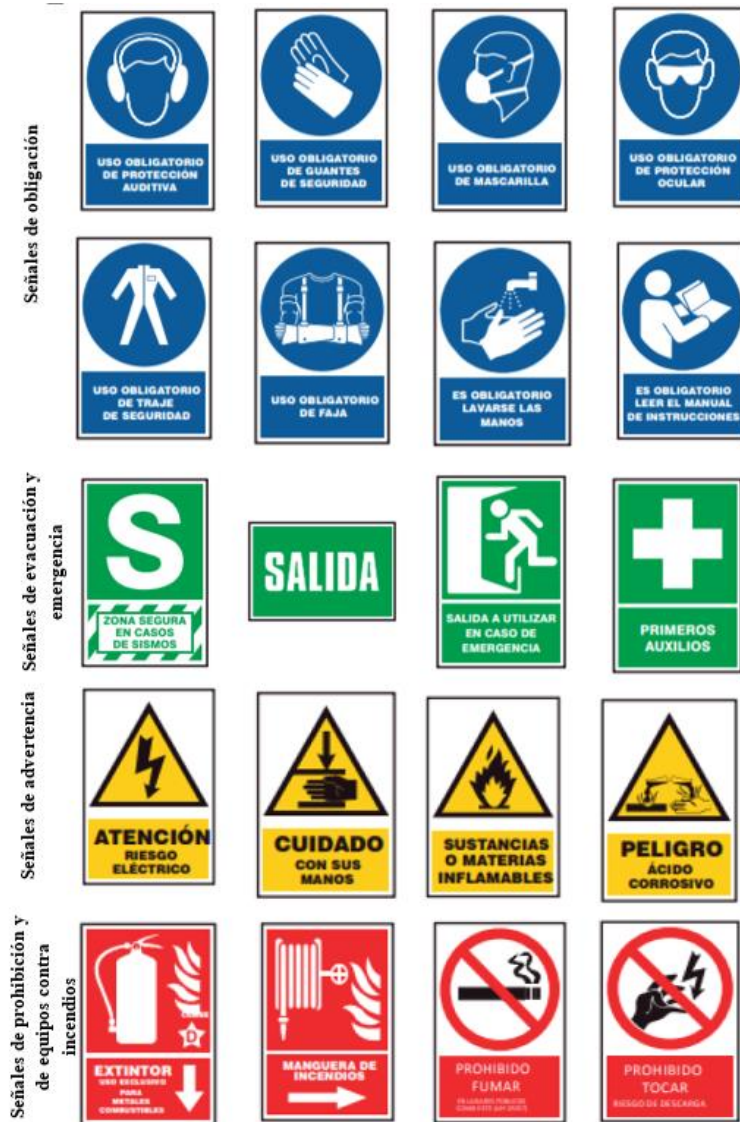 Señales de obligación
USO OBLIGATORIO
DE PROTECCIÓN
AUDITIVA
USO OBLIGATORIO
DE GUANTES
DE SEGURIDAD
USO OBLIGATORIO
DE MASCARILLA
USO OBLIGATORIO
DE PROTECCIÓN
OCULAR
USO OBLIGATORIO
DE TRAJE
DE SEGURIDAD
USO OBLIGATORIO
DE FAJA
ES OBLIGATORIO
LAVARSE LAS
MANOS
ES OBLIGATORIO
LEER EL MANUAL
DE INSTRUCCIONES
Señales de evacuación y
emergencia
S
ZONA SEGURA
EN CASOS
DE SISMOS
SALIDA
SALIDA A UTILIZAR
EN CASO DE
EMERGENCIA
PRIMEROS
AUXILIOS
Señales de advertencia
ATENCIÓN
RIESGO
ELÉCTRICO
CUIDADO
CON SUS
MANOS
SUSTANCIAS
O MATERIAS
INFLAMABLES
PELIGRO
ÁCIDO
CORROSIVO
Señales de prohibición y
de equipos contra
incendios
CLASE
D
EXTINTOR
USO EXCLUSIVO
PARA
METALES
COMBUSTIBLES
MANGUERA DE
INCENDIOS
PROHIBIDO
FUMAR
PROHIBIDO
TOCAR
RIESGO DE DESCARGA